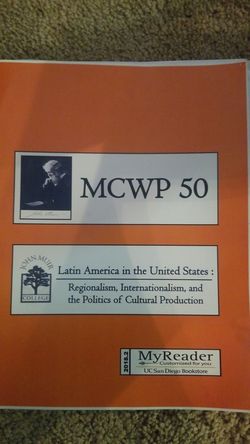 MCWP 50
JOHN MUIR
COLLEGE
Latin America in the United States :
Regionalism, Internationalism, and
the Politics of Cultural Production
MyReader
Customized for you
UC San Diego Bookstore